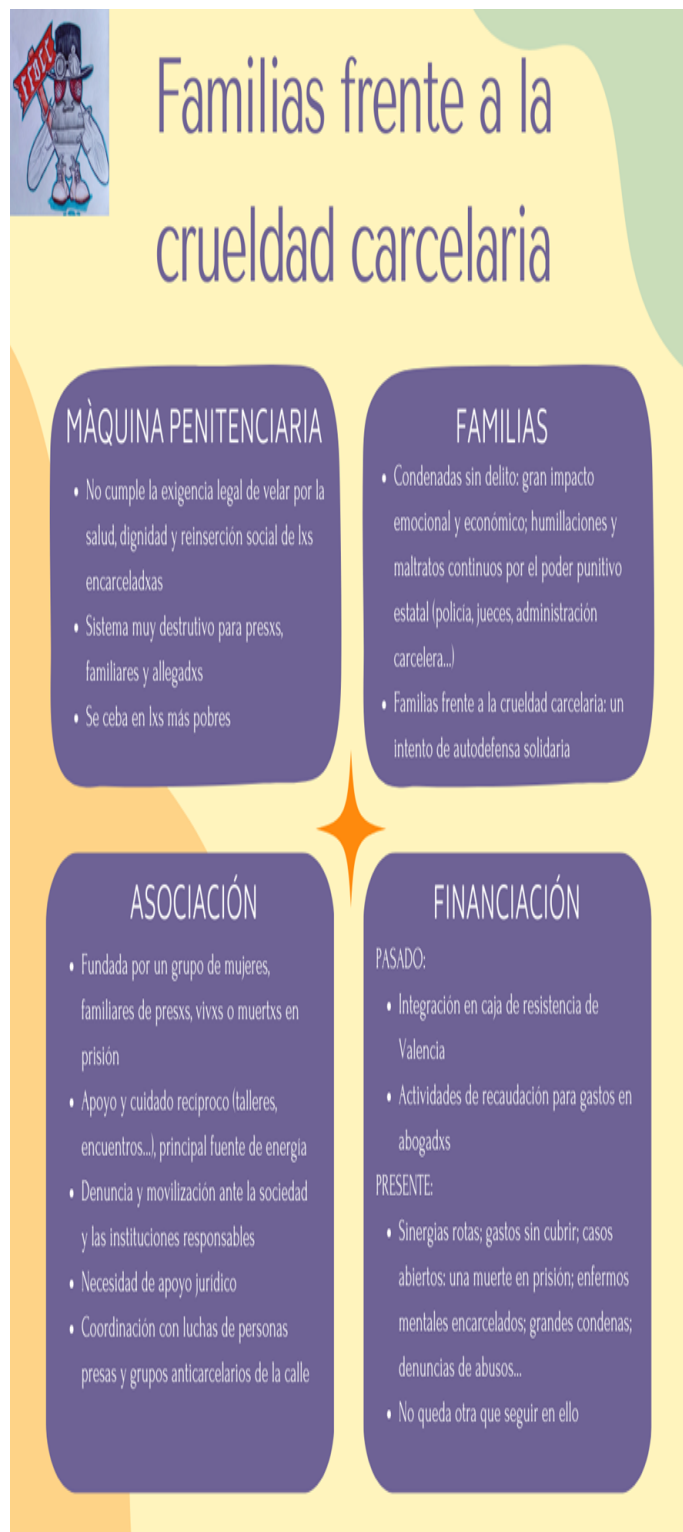 FFCCC
Familias frente a la
crueldad carcelaria
MÀQUINA PENITENCIARIA
• No cumple la exigencia legal de velar por la
salud, dignidad y reinserción social de lxs
encarceladxas
• Sistema muy destrutivo para presxs,
familiares y allegadxs
• Se ceba en lxs más pobres
FAMILIAS
• Condenadas sin delito: gran impacto
emocional y económico; humillaciones y
maltratos continuos por el poder punitivo
estatal (policía, jueces, administración
carcelera...)
• Familias frente a la crueldad carcelaria: un
intento de autodefensa solidaria
ASOCIACIÓN
• Fundada por un grupo de mujeres,
familiares de presxs, vivxs o muertxs en
prisión
• Apoyo y cuidado recíproco (talleres,
encuentros...), principal fuente de energía
• Denuncia y movilización ante la sociedad
y las instituciones responsables
• Necesidad de apoyo jurídico
• Coordinación con luchas de personas
presas y grupos anticarcelarios de la calle
FINANCIACIÓN
PASADO:
• Integración en caja de resistencia de
Valencia
• Actividades de recaudación para gastos en
abogadxs
PRESENTE:
• Sinergias rotas; gastos sin cubrir; casos
abiertos: una muerte en prisión; enfermos
mentales encarcelados; grandes condenas;
denuncias de abusos...
• No queda otra que seguir en ello